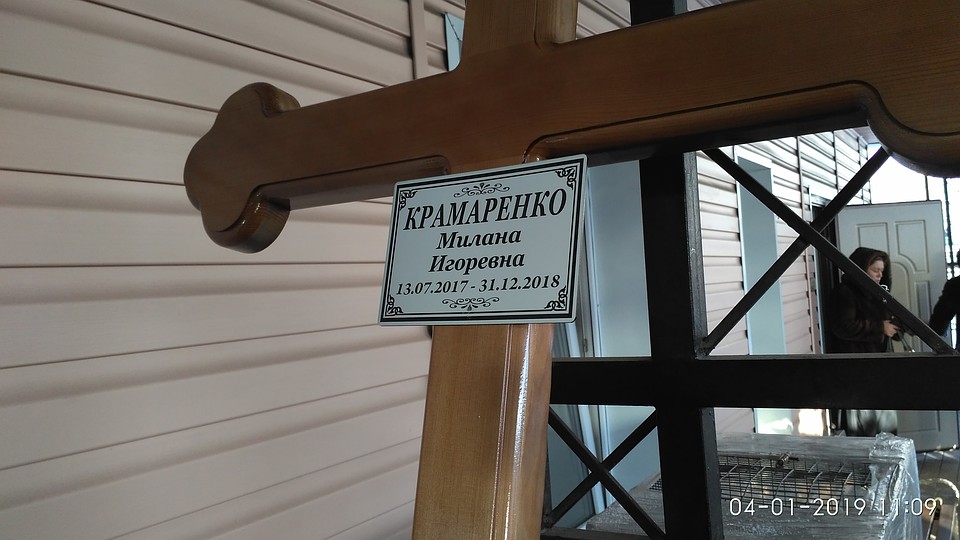 КРАМАРЕНКО
Милана
Игоревна
13.07.2017 - 31.12.2018
04-01-2019 11:09